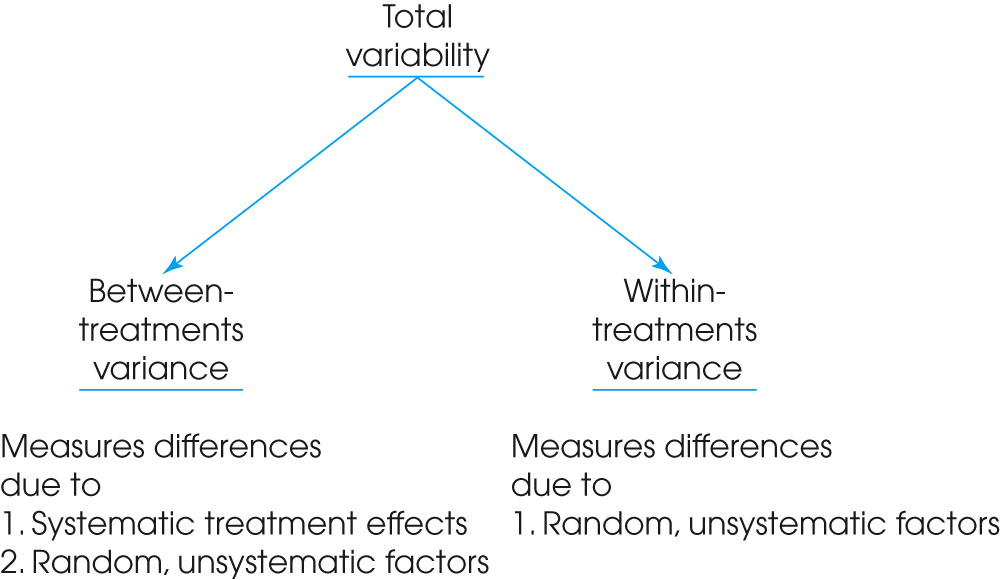 Total
variability
Between-
treatments
variance
Within-
treatments
variance
Measures differences
due to
1. Systematic treatment effects
2. Random, unsystematic factors
Measures differences
due to
1. Random, unsystematic factors